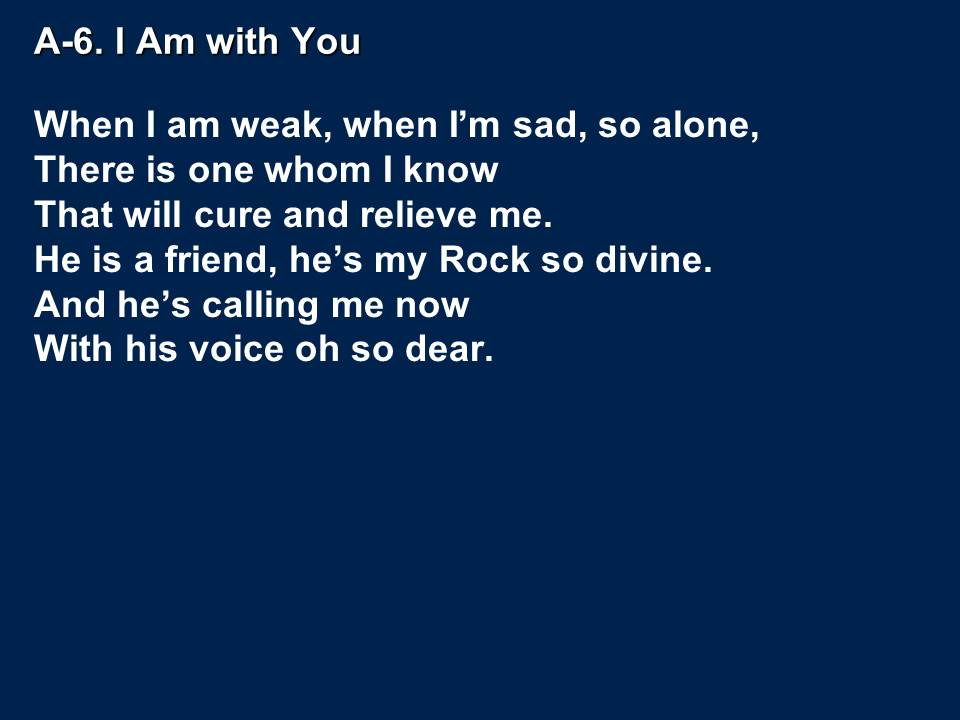 A-6. I Am with You
When I am weak, when I’m sad, so alone,
There is one whom I know
That will cure and relieve me.
He is a friend, he’s my Rock so divine.
And he’s calling me now
With his voice oh so dear.